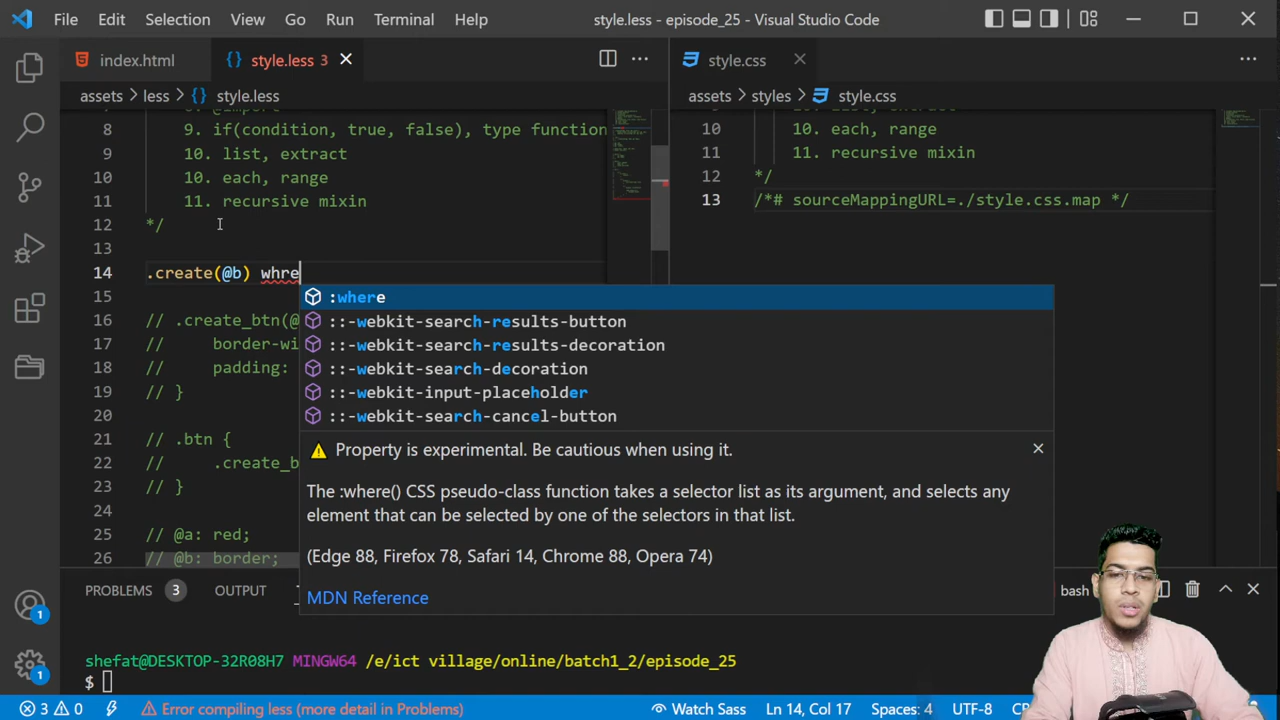 File Edit Selection View Go Run Terminal Help
style.less - episode_25 - Visual Studio Code
index.html
style.less 3
style.css
assets > less > style.less
assets > styles > style.css
8 9. if(condition, true, false), type function
9 10. list, extract
10 10. each, range
11 11. recursive mixin
12 */
13
14 .create(@b) whre
15
16 // .create_btn(@
17 // border-wi
18 // padding:
19 // }
20
21 // .btn {
22 // .create_b
23 // }
24
25 // @a: red;
26 // @b: border;
10 10. each, range
11 11. recursive mixin
12 */
13 /*# sourceMappingURL=./style.css.map */
:where
::-webkit-search-results-button
::-webkit-search-results-decoration
::-webkit-search-decoration
::-webkit-input-placeholder
::-webkit-search-cancel-button
Property is experimental. Be cautious when using it.
The :where() CSS pseudo-class function takes a selector list as its argument, and selects any
element that can be selected by one of the selectors in that list.
(Edge 88, Firefox 78, Safari 14, Chrome 88, Opera 74)
MDN Reference
PROBLEMS 3 OUTPUT
bash
shefat@DESKTOP-32R08H7 MINGW64 /e/ict village/online/batch1_2/episode_25
$
1
1
3 0 Error compiling less (more detail in Problems)
Watch Sass Ln 14, Col 17 Spaces: 4 UTF-8